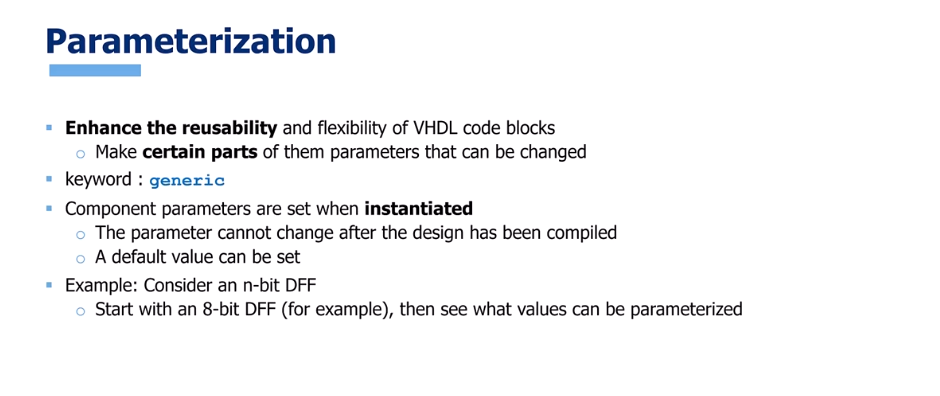 Parameterization
▪ Enhance the reusability and flexibility of VHDL code blocks
o Make certain parts of them parameters that can be changed
▪ keyword : generic
▪ Component parameters are set when instantiated
o The parameter cannot change after the design has been compiled
o A default value can be set
▪ Example: Consider an n-bit DFF
o Start with an 8-bit DFF (for example), then see what values can be parameterized